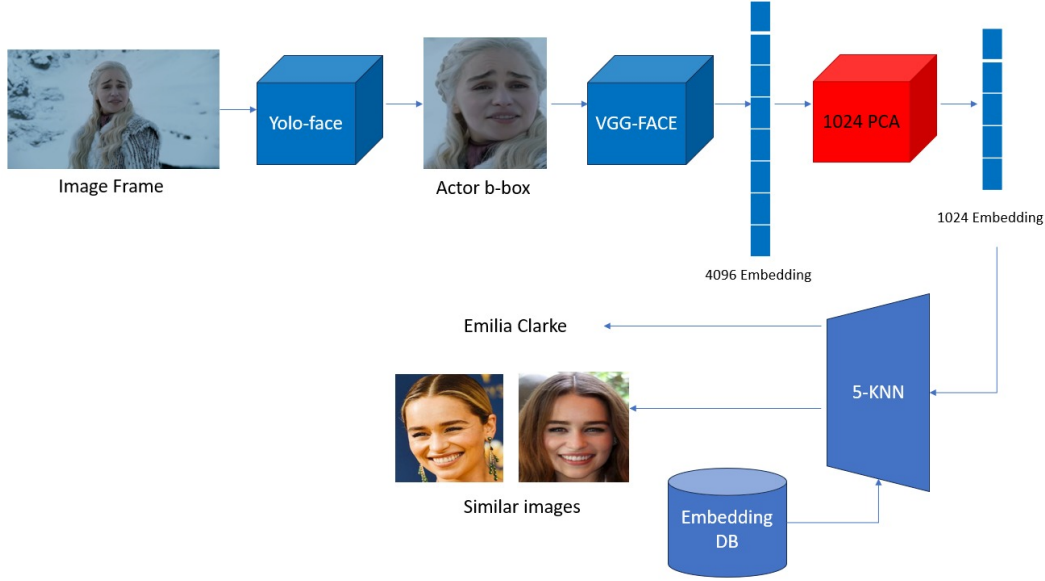 Yolo-face
VGG-FACE
1024 PCA
Image Frame
Actor b-box
1024 Embedding
4096 Embedding
Emilia Clarke
5-KNN
Similar images
Embedding
DB